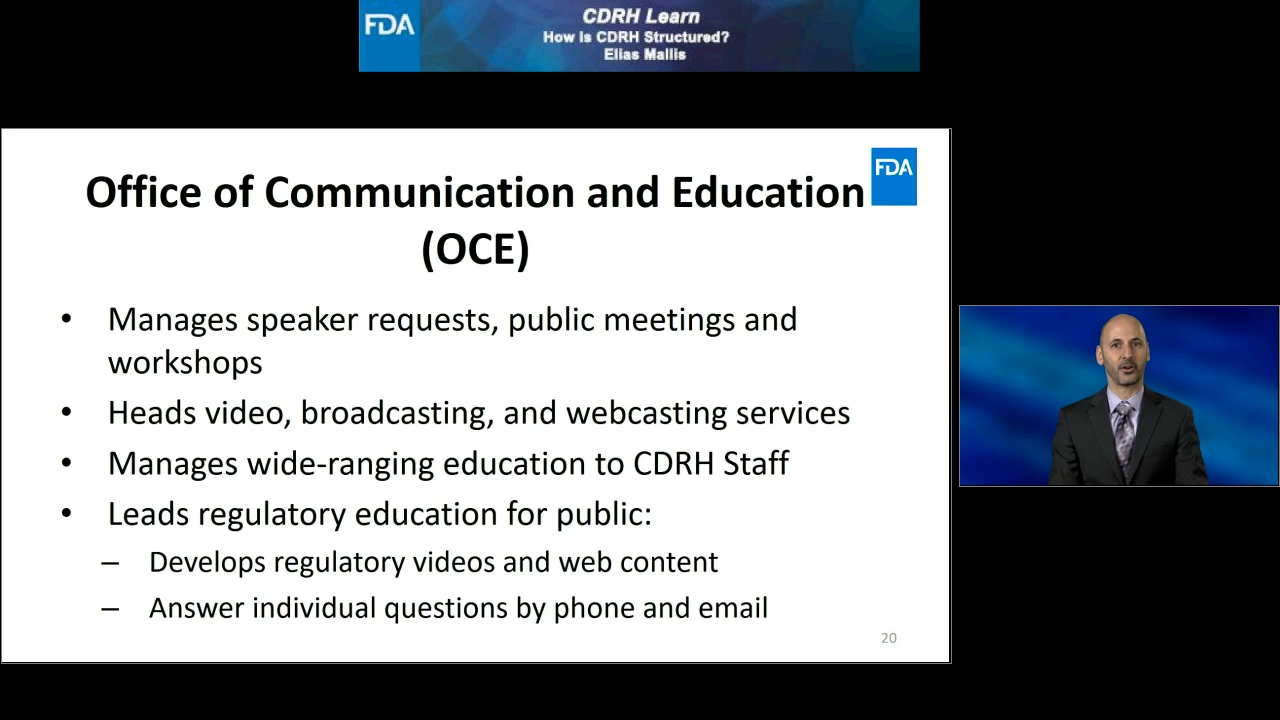 FDA
CDRH Learn
How Is CDRH Structured?
Elias Mallis
FDA
Office of Communication and Education
(OCE)
• Manages speaker requests, public meetings and
workshops
• Heads video, broadcasting, and webcasting services
• Manages wide-ranging education to CDRH Staff
• Leads regulatory education for public:
– Develops regulatory videos and web content
– Answer individual questions by phone and email
20